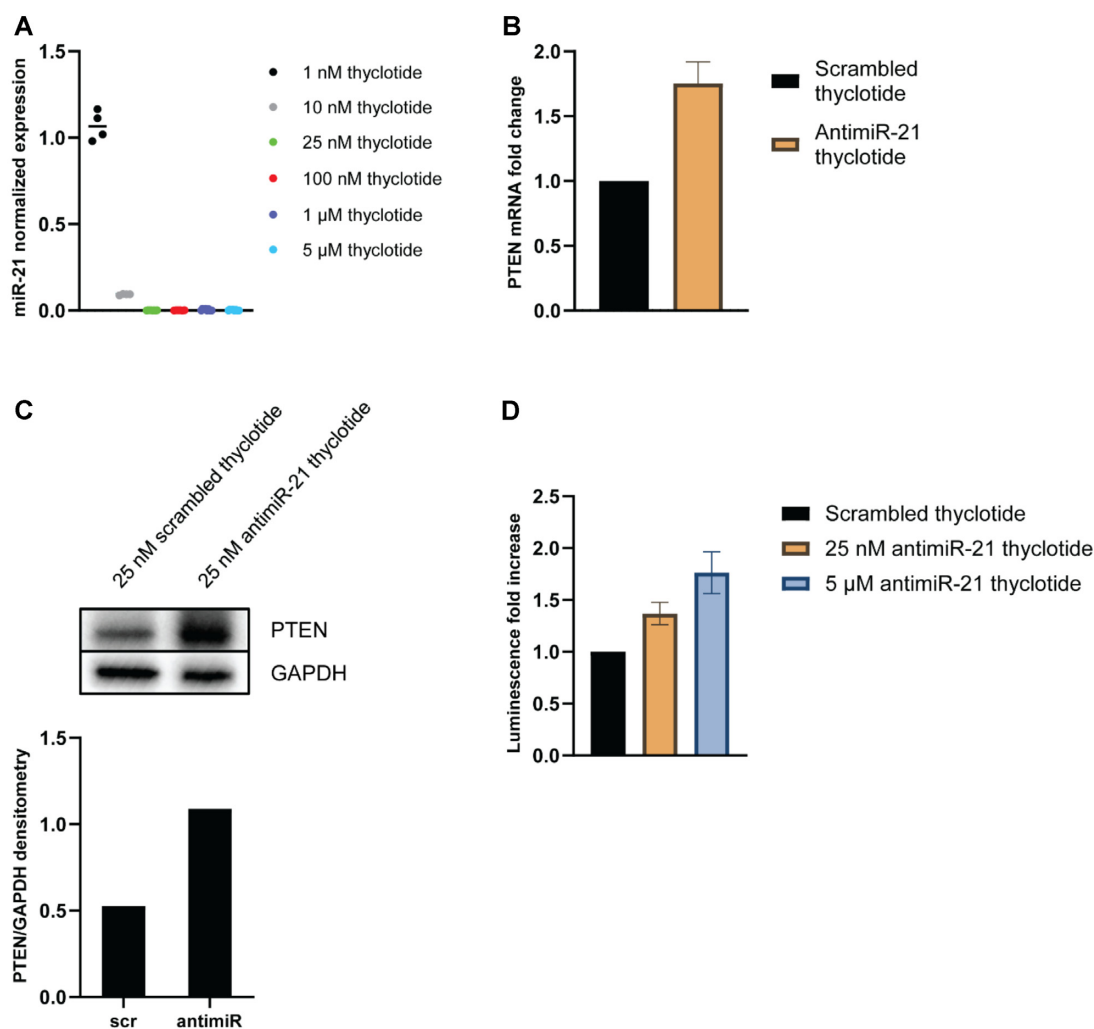 A
miR-21 normalized expression
1.5
1.0
0.5
0.0
1 nM thyclotide
10 nM thyclotide
25 nM thyclotide
100 nM thyclotide
1 µM thyclotide
5 µM thyclotide
B
PTEN mRNA fold change
2.0
1.5
1.0
0.5
0.0
Scrambled
thyclotide
AntimiR-21
thyclotide
C
25 nM scrambled thyclotide
25 nM antimiR-21 thyclotide
PTEN
GAPDH
PTEN/GAPDH densitometry
1.5
1.0
0.5
0.0
scr
antimiR
D
Luminescence fold increase
2.5
2.0
1.5
1.0
0.5
0.0
Scrambled thyclotide
25 nM antimiR-21 thyclotide
5 µM antimiR-21 thyclotide